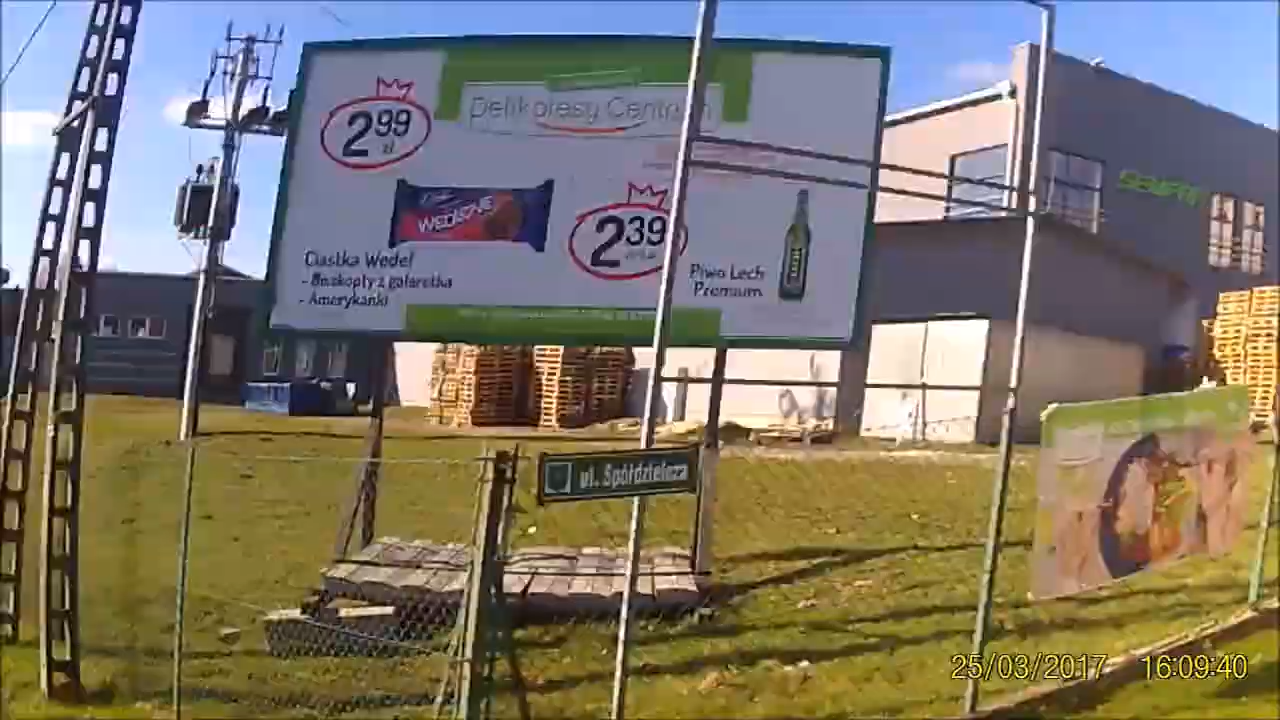 2 99 zł
Delikatesy Centrum
WEDLOWSKIE
2 39
Ciastka Wedel
- Biszkopty z galaretką
- Amerykanki
Piwo Lech
Premium
ul. Spółdzielcza
25/03/2017 16:09:40